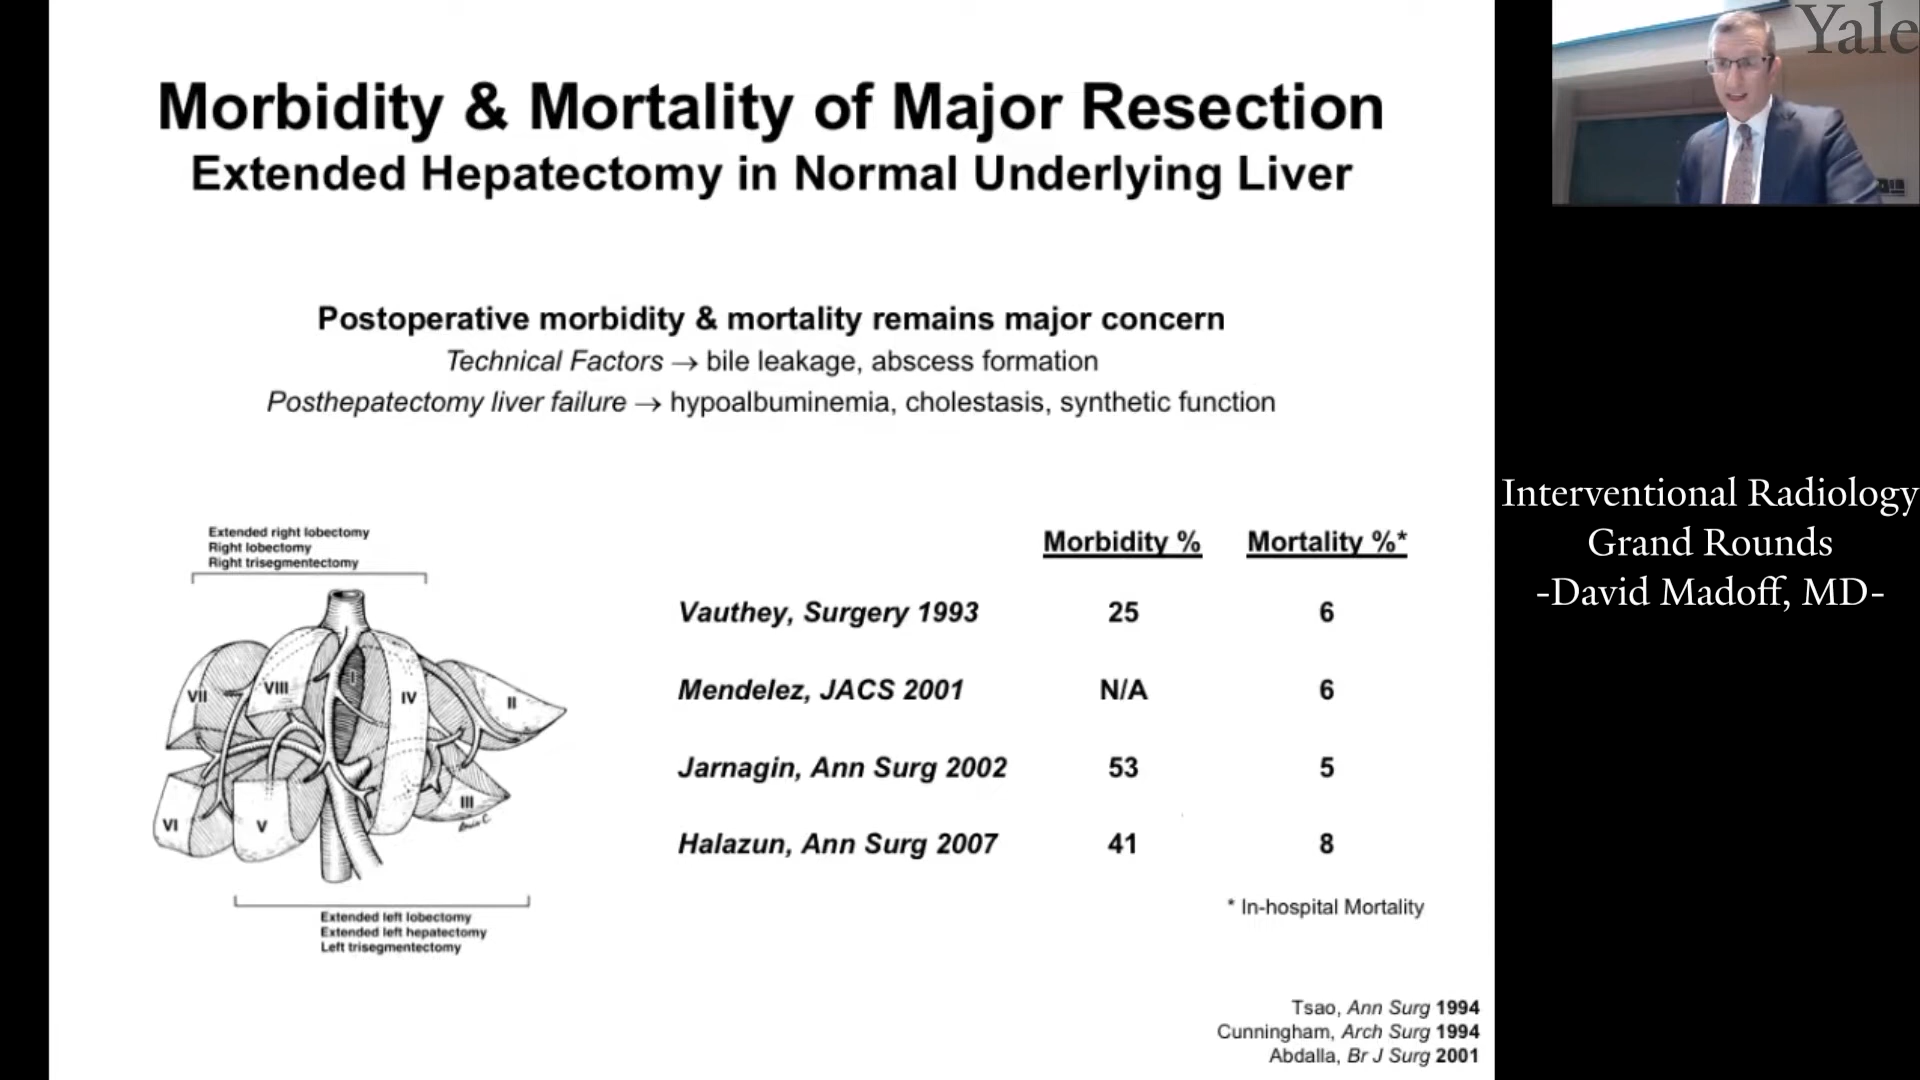 Morbidity & Mortality of Major Resection
Extended Hepatectomy in Normal Underlying Liver
Postoperative morbidity & mortality remains major concern
Technical Factors → bile leakage, abscess formation
Posthepatectomy liver failure → hypoalbuminemia, cholestasis, synthetic function
Extended right lobectomy
Right lobectomy
Right trisegmentectomy
VII
VIII
I
IV
II
III
VI
V
Extended left lobectomy
Extended left hepatectomy
Left trisegmentectomy
Morbidity % Mortality %*
Vauthey, Surgery 1993 25 6
Mendelez, JACS 2001 N/A 6
Jarnagin, Ann Surg 2002 53 5
Halazun, Ann Surg 2007 41 8
* In-hospital Mortality
Tsao, Ann Surg 1994
Cunningham, Arch Surg 1994
Abdalla, Br J Surg 2001
Yale
Interventional Radiology
Grand Rounds
-David Madoff, MD-